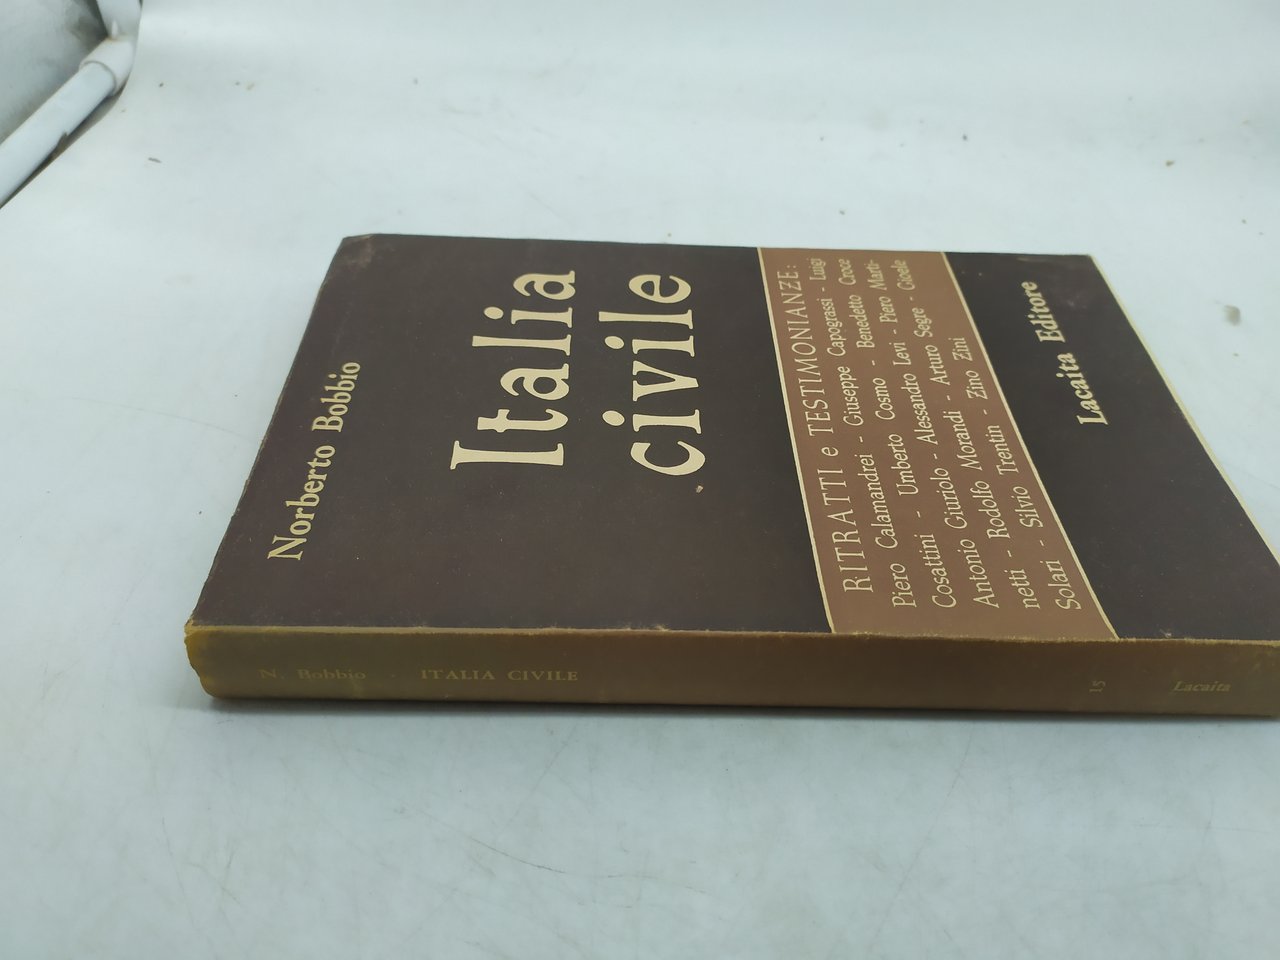 Norberto Bobbio
Italia
civile
RITRATTI e TESTIMONIANZE:
Piero Calamandrei - Giuseppe Capograssi - Luigi
Cosattini - Umberto Cosmo - Benedetto Croce
Antonio Giuriolo - Alessandro Levi - Piero Marti-
netti - Rodolfo Morandi - Arturo Segre - Gioele
Solari - Silvio Trentin - Zino Zini
Lacaita Editore
N. Bobbio - ITALIA CIVILE
15
Lacaita